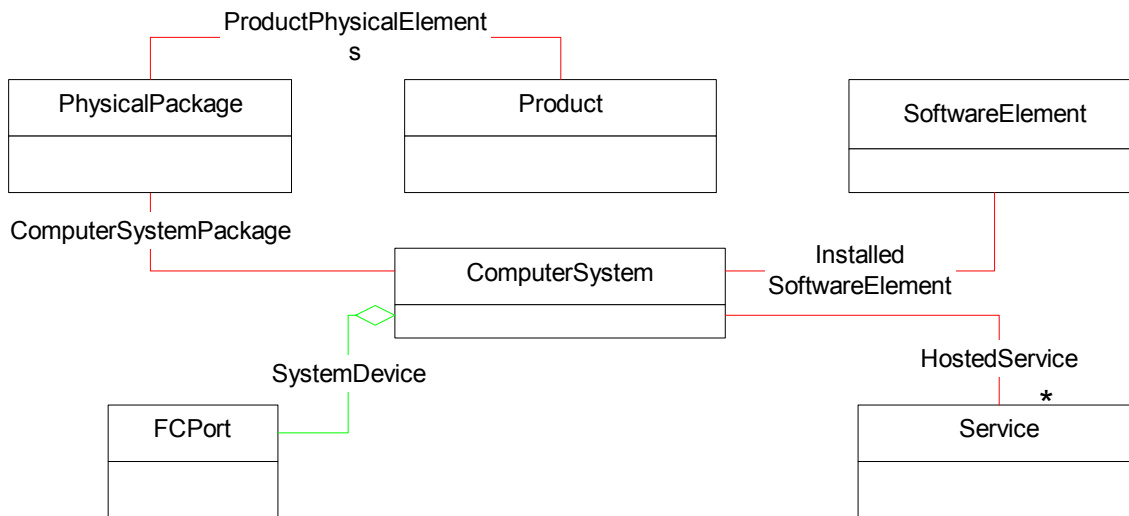 ProductPhysicalElement
s
PhysicalPackage
Product
SoftwareElement
ComputerSystemPackage
ComputerSystem
Installed
SoftwareElement
HostedService
SystemDevice
*
FCPort
Service